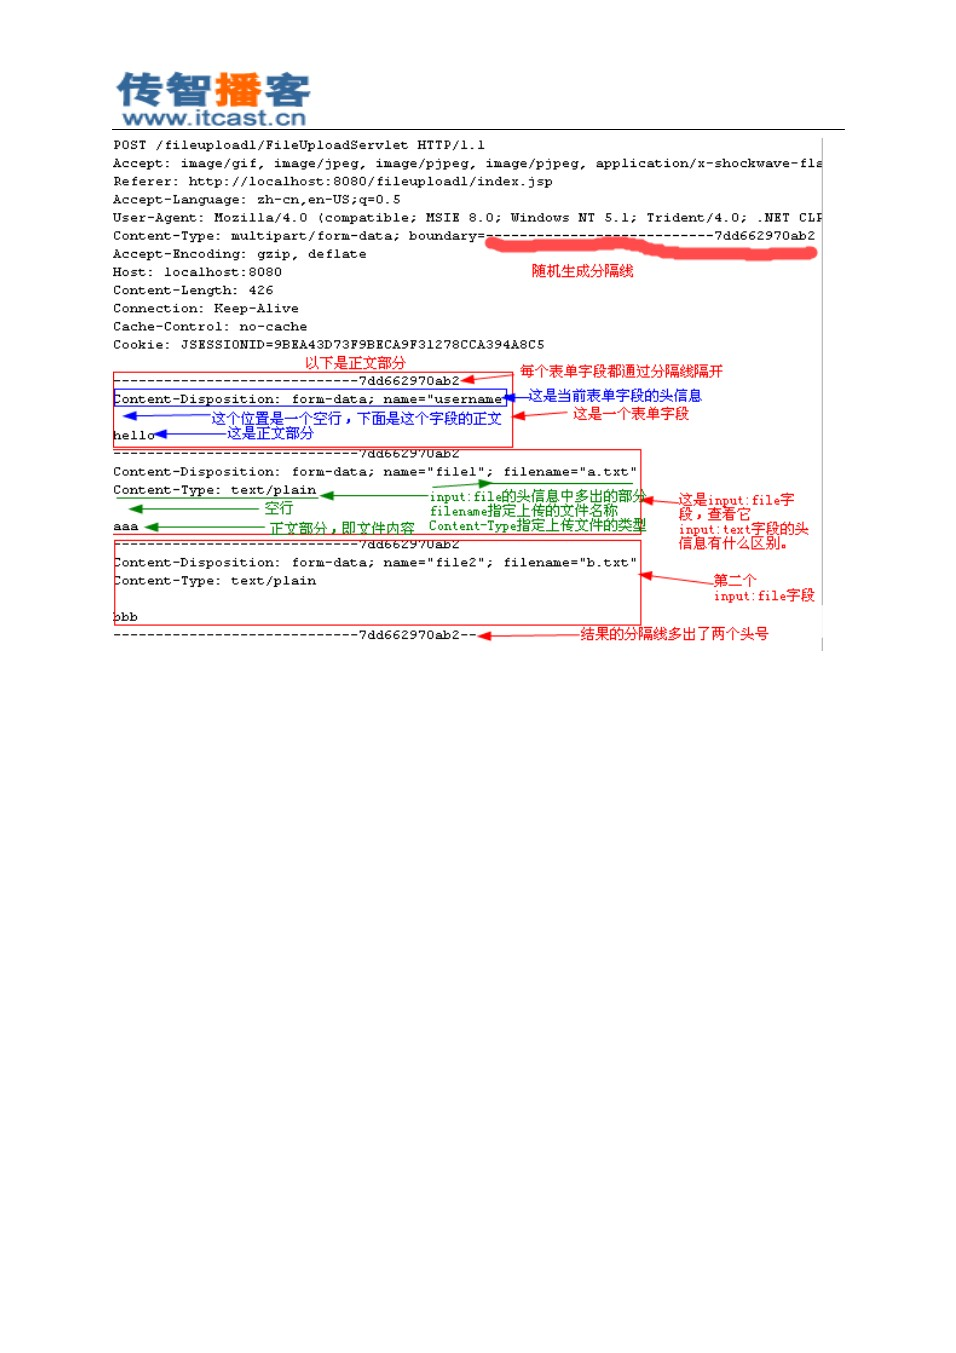 传智播客
www.itcast.cn
POST /fileupload1/FileUploadServlet HTTP/1.1
Accept: image/gif, image/jpeg, image/pjpeg, image/pjpeg, application/x-shockwave-fla
Referer: http://localhost:8080/fileupload1/index.jsp
Accept-Language: zh-cn,en-US;q=0.5
User-Agent: Mozilla/4.0 (compatible; MSIE 8.0; Windows NT 5.1; Trident/4.0; .NET CLR
Content-Type: multipart/form-data; boundary=---------------------------7dd662970ab2
Accept-Encoding: gzip, deflate
Host: localhost:8080
随机生成分隔线
Content-Length: 426
Connection: Keep-Alive
Cache-Control: no-cache
Cookie: JSESSIONID=9BEA43D73F9BECA9F31278CCA394A8C5
以下是正文部分
-----------------------------7dd662970ab2
每个表单字段都通过分隔线隔开
Content-Disposition: form-data; name="username
这是当前表单字段的头信息
这个位置是一个空行，下面是这个字段的正文
这是一个表单字段
hello
这是正文部分
-----------------------------7dd662970ab2
Content-Disposition: form-data; name="file1"; filename="a.txt"
Content-Type: text/plain
input:file的头信息中多出的部分
filename指定上传的文件名称
Content-Type指定上传文件的类型
这是input:file字
段，查看它
input:text字段的头
信息有什么区别。
空行
aaa
正文部分，即文件内容
-----------------------------7dd662970ab2
Content-Disposition: form-data; name="file2"; filename="b.txt"
Content-Type: text/plain
第二个
input:file字段
bbb
-----------------------------7dd662970ab2--
结果的分隔线多出了两个头号